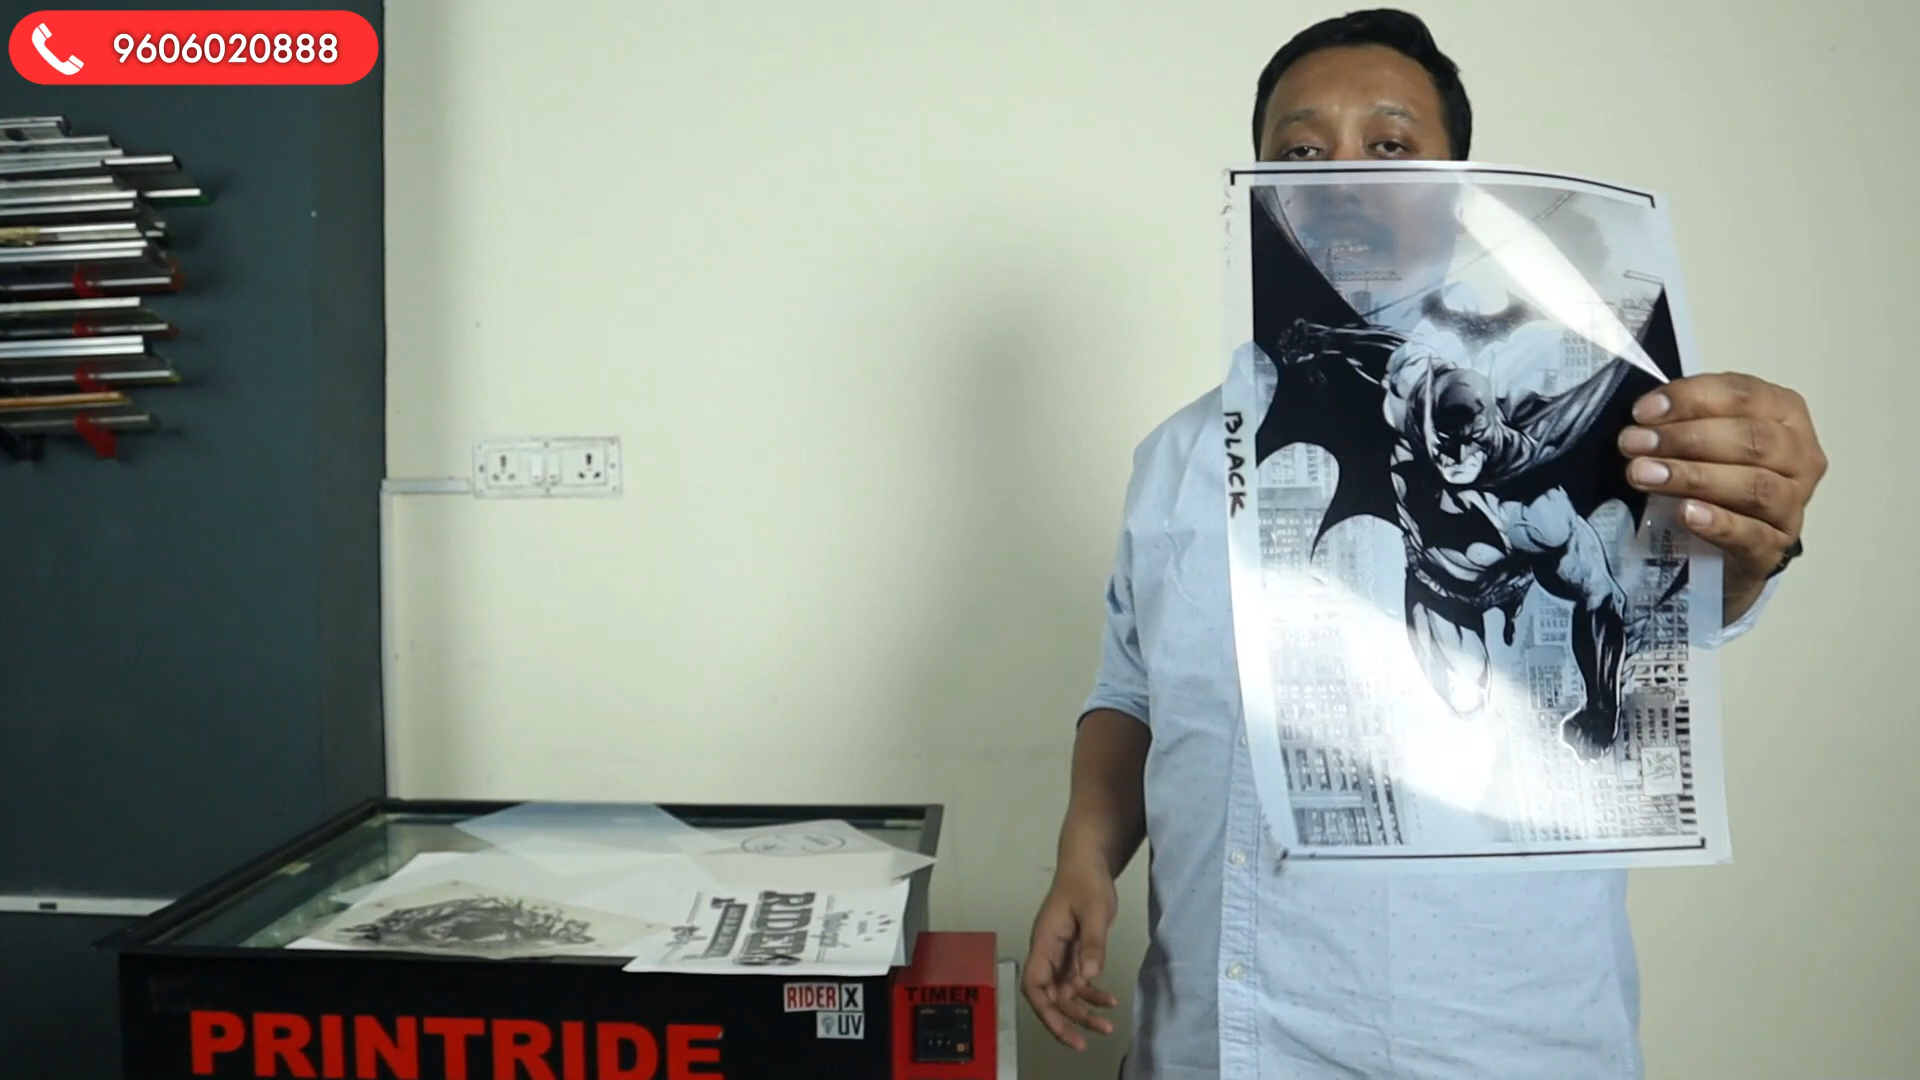 9606020888
BLACK
RIDERX
RIDER X
UV
TIMER
PRINTRIDE